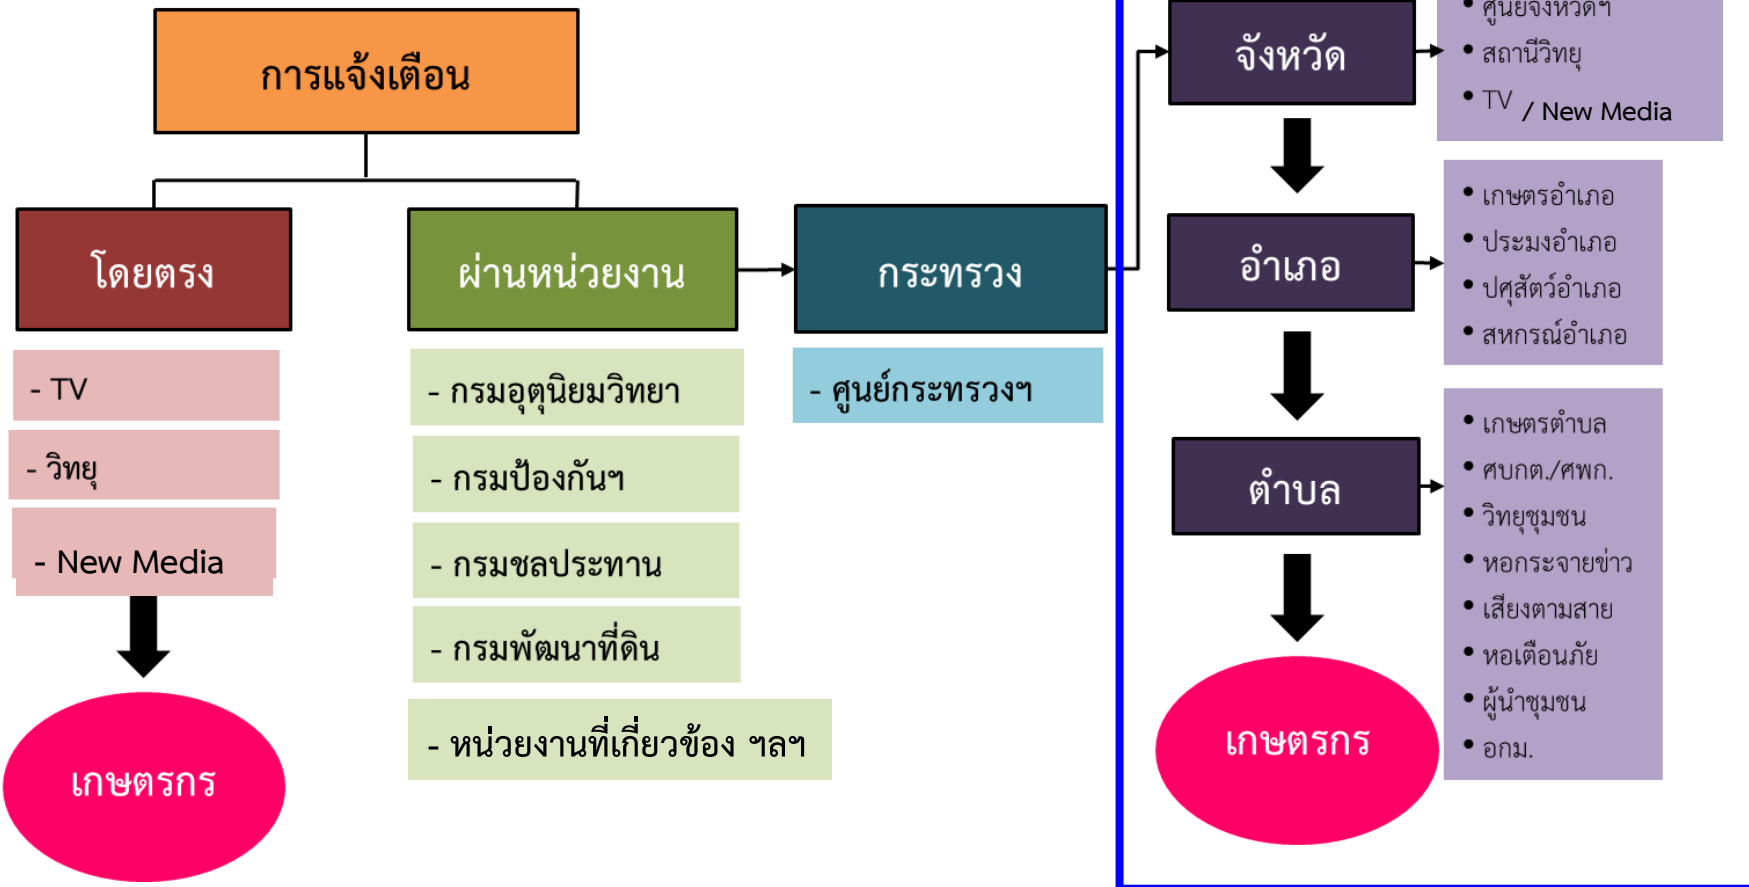 การแจ้งเตือน
โดยตรง
- TV
- วิทยุ
- New Media
เกษตรกร
ผ่านหน่วยงาน
- กรมอุตุนิยมวิทยา
- กรมป้องกันฯ
- กรมชลประทาน
- กรมพัฒนาที่ดิน
- หน่วยงานที่เกี่ยวข้อง ฯลฯ
กระทรวง
- ศูนย์กระทรวงฯ
จังหวัด
• ศูนย์จังหวัดฯ
• สถานีวิทยุ
• TV / New Media
อำเภอ
• เกษตรอำเภอ
• ประมงอำเภอ
• ปศุสัตว์อำเภอ
• สหกรณ์อำเภอ
ตำบล
• เกษตรตำบล
• ศบกต./ศพก.
• วิทยุชุมชน
• หอกระจายข่าว
• เสียงตามสาย
• หอเตือนภัย
• ผู้นำชุมชน
• อกม.
เกษตรกร